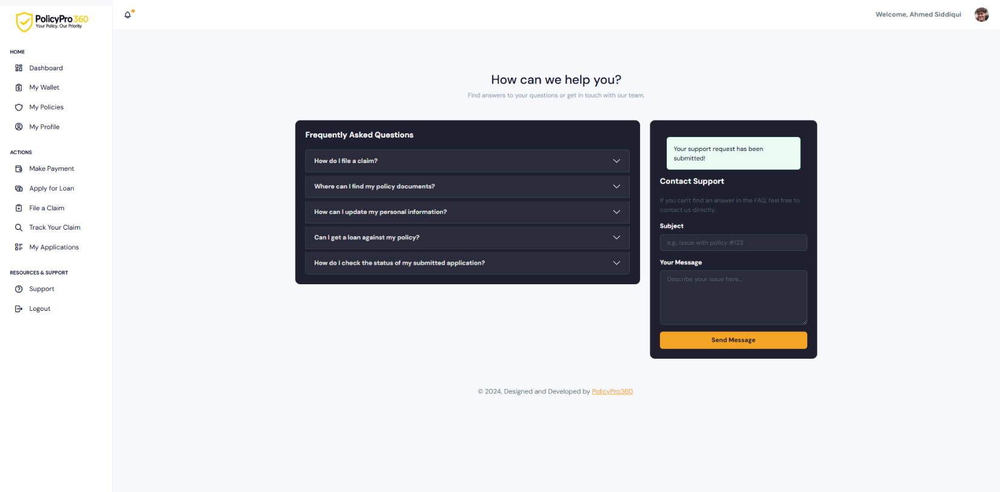 PolicyPro360
Your Policy. Our Priority
Welcome, Ahmed Siddiqui
HOME
Dashboard
My Wallet
My Policies
My Profile
ACTIONS
Make Payment
Apply for Loan
File a Claim
Track Your Claim
My Applications
RESOURCES & SUPPORT
Support
Logout
How can we help you?
Find answers to your questions or get in touch with our team.
Frequently Asked Questions
How do I file a claim?
Where can I find my policy documents?
How can I update my personal information?
Can I get a loan against my policy?
How do I check the status of my submitted application?
Your support request has been
submitted!
Contact Support
If you can't find an answer in the FAQ, feel free to
contact us directly.
Subject
e.g., Issue with policy #123
Your Message
Describe your issue here...
Send Message
© 2024, Designed and Developed by PolicyPro360